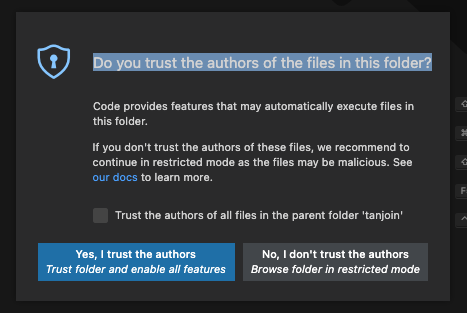 Do you trust the authors of the files in this folder?
Code provides features that may automatically execute files in
this folder.
If you don't trust the authors of these files, we recommend to
continue in restricted mode as the files may be malicious. See
our docs to learn more.
Trust the authors of all files in the parent folder 'tanjoin'
Yes, I trust the authors
Trust folder and enable all features
No, I don't trust the authors
Browse folder in restricted mode